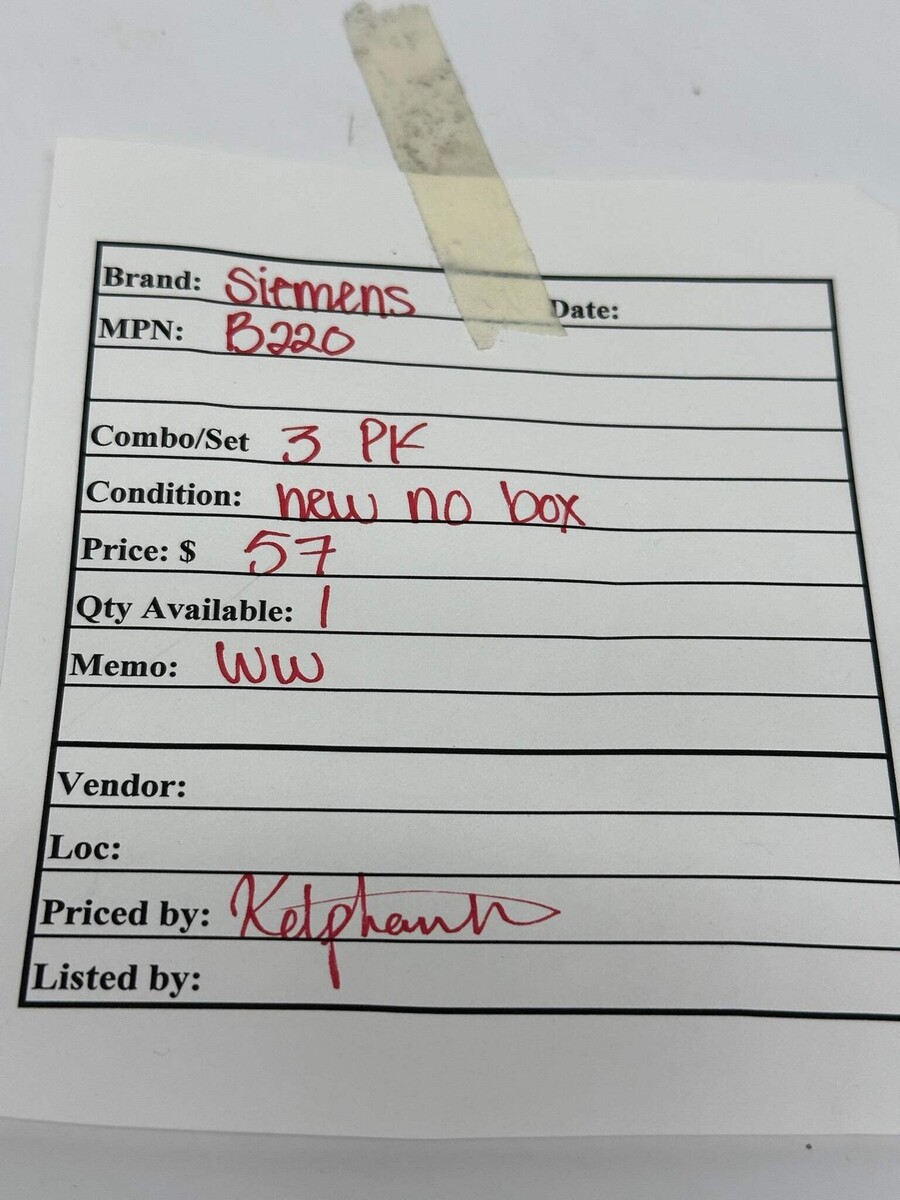 Brand: Siemens Date:
MPN: B220
Combo/Set 3 PK
Condition: new no box
Price: $ 57
Qty Available: 1
Memo: WW
Vendor:
Loc:
Priced by:
Listed by: